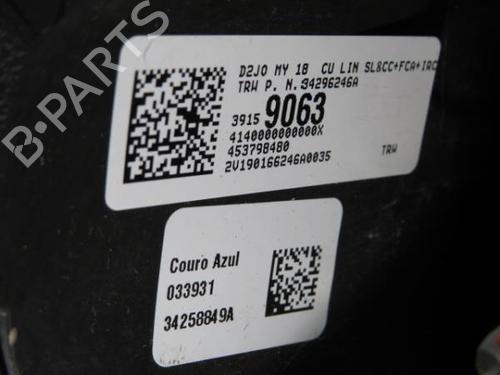 D2JO MY 18 CU LIN SL&CC+FCA+IRC
TRW P. N.:34296246A
3915 9063
4140000000000X
453798480
2V190166246A0035 TRW
Couro Azul
033931
34258849A
B-PARTS